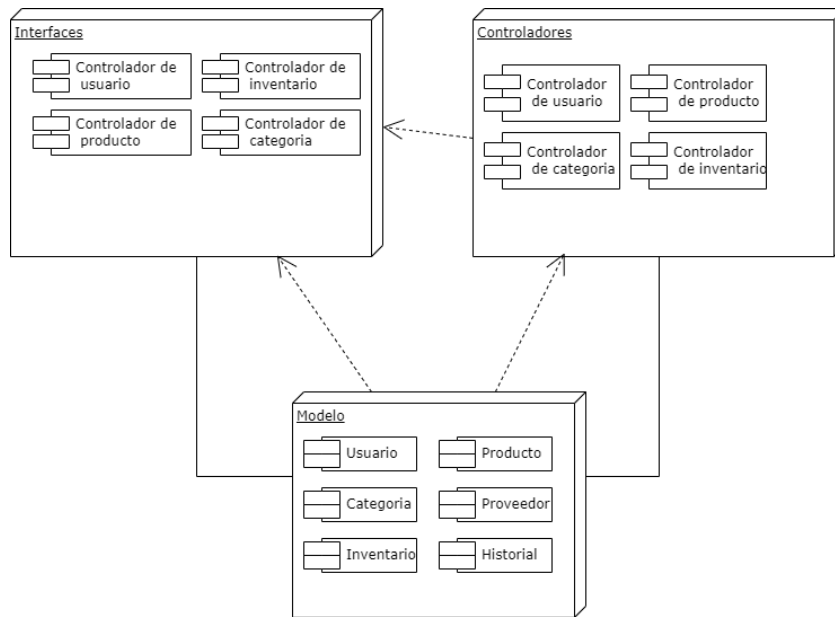 Interfaces
Controlador de
usuario
Controlador de
inventario
Controlador de
producto
Controlador de
categoria
Controladores
Controlador
de usuario
Controlador
de producto
Controlador
de categoria
Controlador
de inventario
Modelo
Usuario
Producto
Categoria
Proveedor
Inventario
Historial